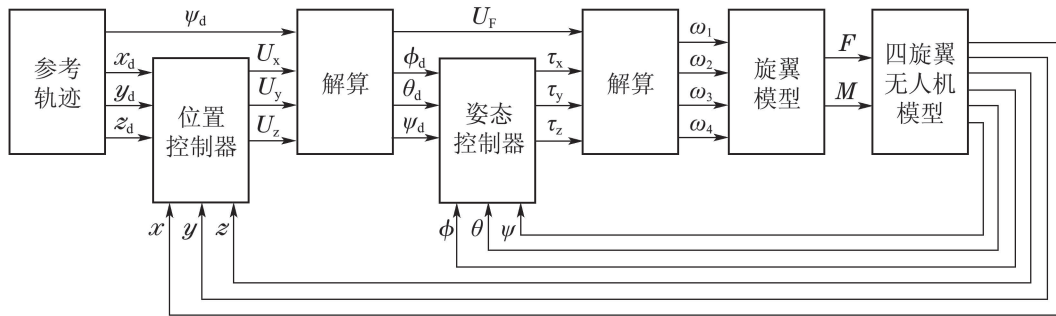 参考
轨迹
ψd
xd
yd
zd
位置
控制器
x
y
z
Ux
Uy
Uz
解算
UF
ϕd
θd
ψd
姿态
控制器
ϕ
θ
ψ
τx
τy
τz
解算
ω1
ω2
ω3
ω4
旋翼
模型
F
M
四旋翼
无人机
模型